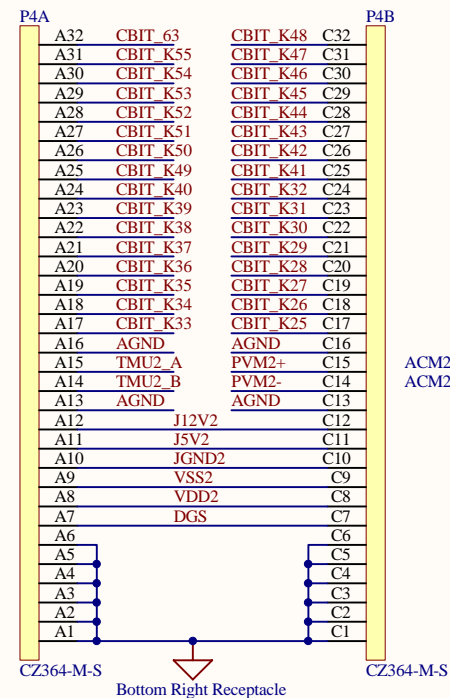 P4A P4B
A32 CBIT_63 CBIT_K48 C32
A31 CBIT_K55 CBIT_K47 C31
A30 CBIT_K54 CBIT_K46 C30
A29 CBIT_K53 CBIT_K45 C29
A28 CBIT_K52 CBIT_K44 C28
A27 CBIT_K51 CBIT_K43 C27
A26 CBIT_K50 CBIT_K42 C26
A25 CBIT_K49 CBIT_K41 C25
A24 CBIT_K40 CBIT_K32 C24
A23 CBIT_K39 CBIT_K31 C23
A22 CBIT_K38 CBIT_K30 C22
A21 CBIT_K37 CBIT_K29 C21
A20 CBIT_K36 CBIT_K28 C20
A19 CBIT_K35 CBIT_K27 C19
A18 CBIT_K34 CBIT_K26 C18
A17 CBIT_K33 CBIT_K25 C17
A16 AGND AGND C16
A15 TMU2_A PVM2+ C15 ACM2
A14 TMU2_B PVM2- C14 ACM2
A13 AGND AGND C13
A12 J12V2 C12
A11 J5V2 C11
A10 JGND2 C10
A9 VSS2 C9
A8 VDD2 C8
A7 DGS C7
A6 C6
A5 C5
A4 C4
A3 C3
A2 C2
A1 C1
CZ364-M-S CZ364-M-S
Bottom Right Receptacle